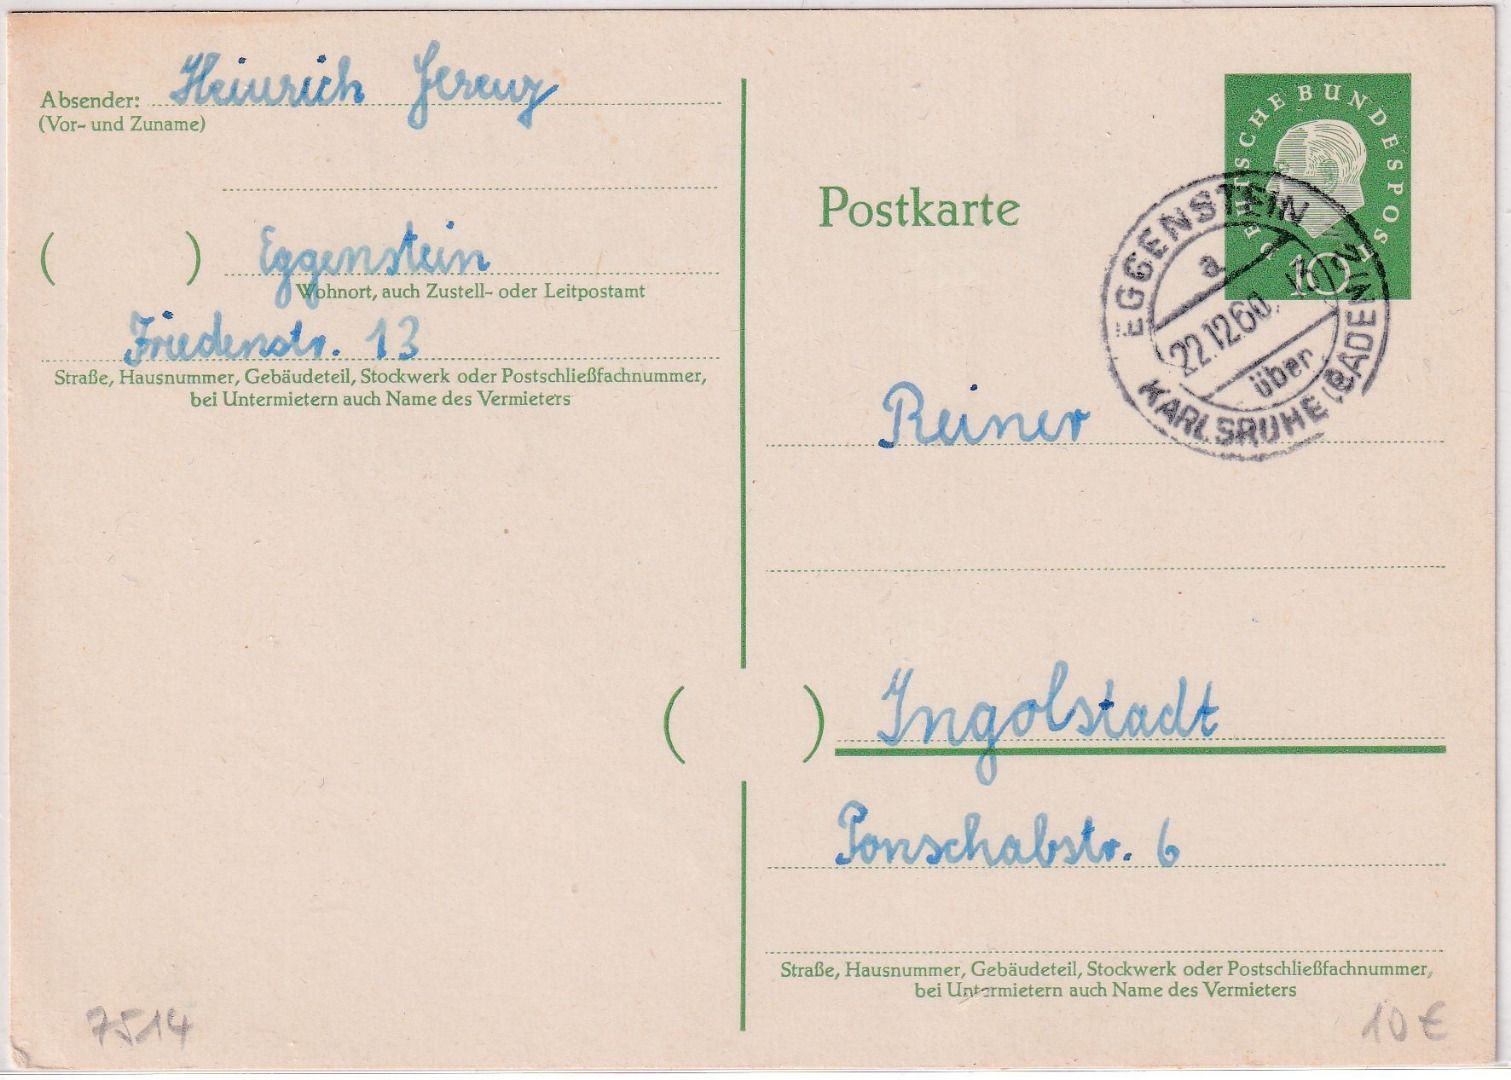 Absender: Heinrich
(Vor- und Zuname)
( ) Eggenstein
Wohnort, auch Zustell- oder Leitpostamt
Friedenstr. 13
Straße, Hausnummer, Gebäudeteil, Stockwerk oder Postschließfachnummer,
bei Untermietern auch Name des Vermieters
DEUTSCHE BUNDESPOST
10
Postkarte
EGGENSTEIN
a
22.12.60.
über
KARLSRUHE (BADEN)
Reiner
( ) Ingolstadt
Ponschabstr. 6
Straße, Hausnummer, Gebäudeteil, Stockwerk oder Postschließfachnummer,
bei Untermietern auch Name des Vermieters
7514
10 €